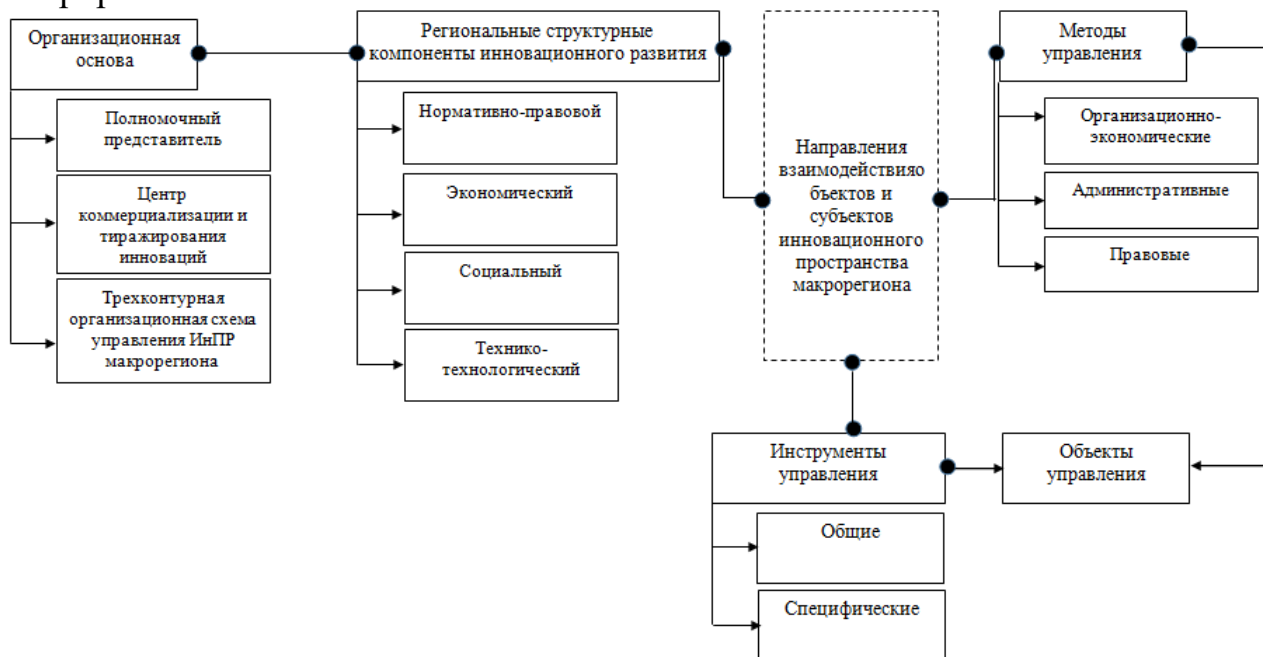 Организационная
основа
Полномочный
представитель
Центр
коммерциализации и
тиражирования
инноваций
Трехконтурная
организационная схема
управления ИнПР
макрорегиона
Региональные структурные
компоненты инновационного развития
Нормативно-правовой
Экономический
Социальный
Технико-
технологический
Направления
взаимодействияо
бъектов и
субъектов
инновационного
пространства
макрорегиона
Методы
управления
Организационно-
экономические
Административные
Правовые
Инструменты
управления
Общие
Специфические
Объекты
управления